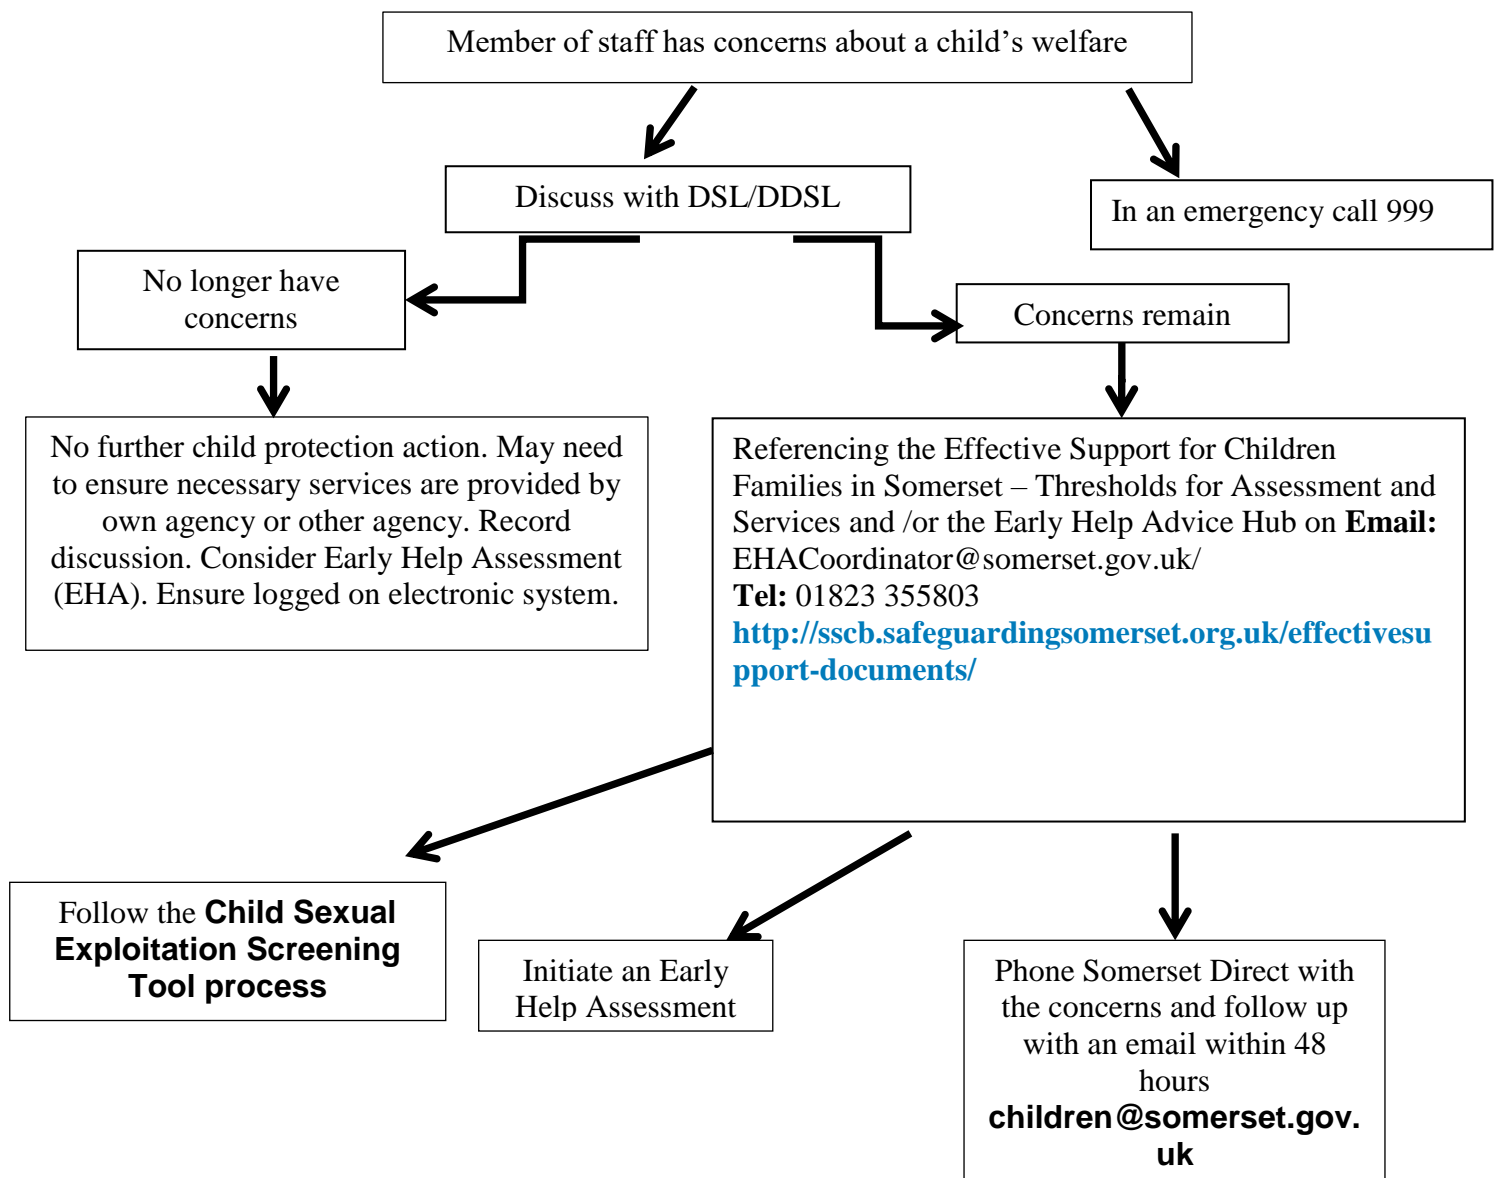 Member of staff has concerns about a child’s welfare
Discuss with DSL/DDSL
In an emergency call 999
No longer have
concerns
Concerns remain
No further child protection action. May need
to ensure necessary services are provided by
own agency or other agency. Record
discussion. Consider Early Help Assessment
(EHA). Ensure logged on electronic system.
Referencing the Effective Support for Children
Families in Somerset – Thresholds for Assessment and
Services and /or the Early Help Advice Hub on Email:
EHACoordinator@somerset.gov.uk/
Tel: 01823 355803
http://sscb.safeguardingsomerset.org.uk/effectivesu
pport-documents/
Follow the Child Sexual
Exploitation Screening
Tool process
Initiate an Early
Help Assessment
Phone Somerset Direct with
the concerns and follow up
with an email within 48
hours
children@somerset.gov.
uk